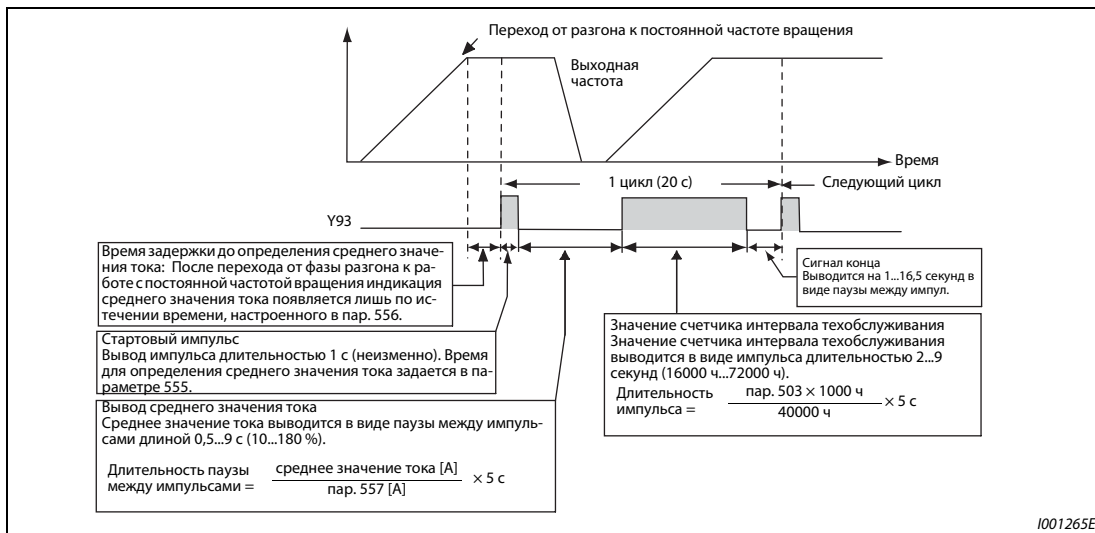 Переход от разгона к постоянной частоте вращения
Выходная
частота
Время
1 цикл (20 с)
Следующий цикл
Y93
Время задержки до определения среднего значе-
ния тока: После перехода от фазы разгона к ра-
боте с постоянной частотой вращения индикация
среднего значения тока появляется лишь по ис-
течении времени, настроенного в пар. 556.
Стартовый импульс
Вывод импульса длительностью 1 с (неизменно). Время
для определения среднего значения тока задается в па-
раметре 555.
Вывод среднего значения тока
Среднее значение тока выводится в виде паузы между импуль-
сами длиной 0,5...9 с (10...180 %).
Длительность паузы
между импульсами =
среднее значение тока [A]
пар. 557 [A]
× 5 с
Сигнал конца
Выводится на 1...16,5 секунд в
виде паузы между импул.
Значение счетчика интервала техобслуживания
Значение счетчика интервала техобслуживания
выводится в виде импульса длительностью 2...9
секунд (16000 ч...72000 ч).
Длительность
импульса =
пар. 503 × 1000 ч
40000 ч
× 5 с
I001265E